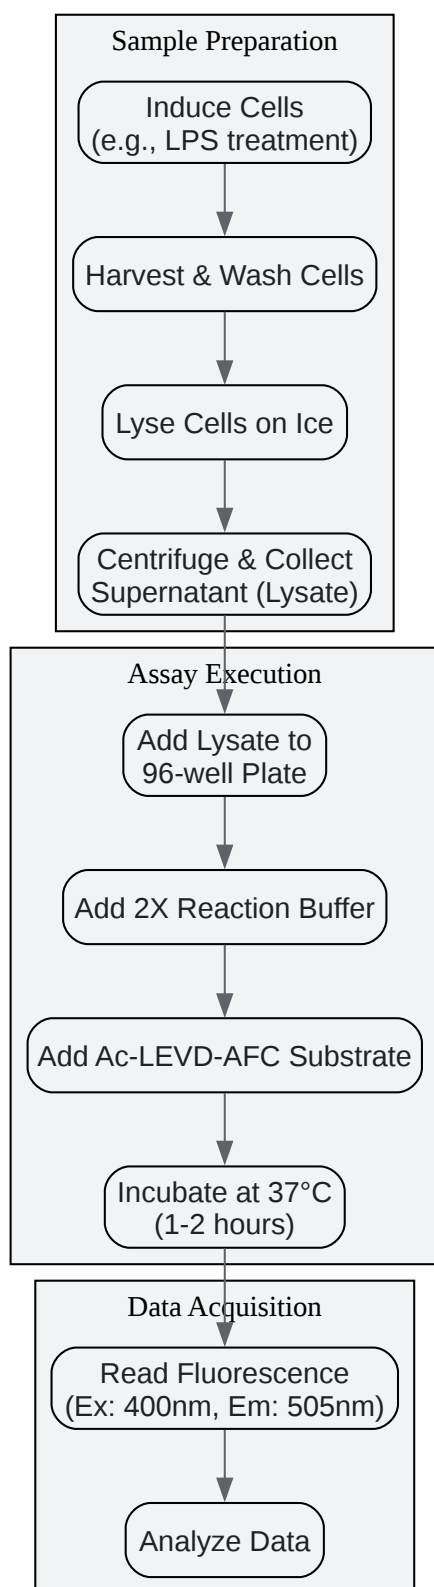 Sample Preparation
Induce Cells
(e.g., LPS treatment)
Harvest & Wash Cells
Lyse Cells on Ice
Centrifuge & Collect
Supernatant (Lysate)
Assay Execution
Add Lysate to
96-well Plate
Add 2X Reaction Buffer
Add Ac-LEVD-AFC Substrate
Incubate at 37°C
(1-2 hours)
Data Acquisition
Read Fluorescence
(Ex: 400nm, Em: 505nm)
Analyze Data